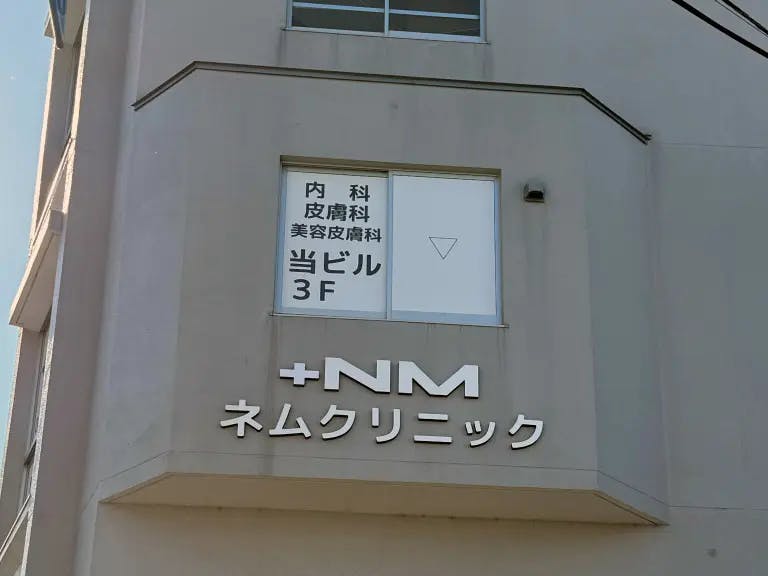 内 科
皮膚科
美容皮膚科
当ビル
3F
+NM
ネムクリニック